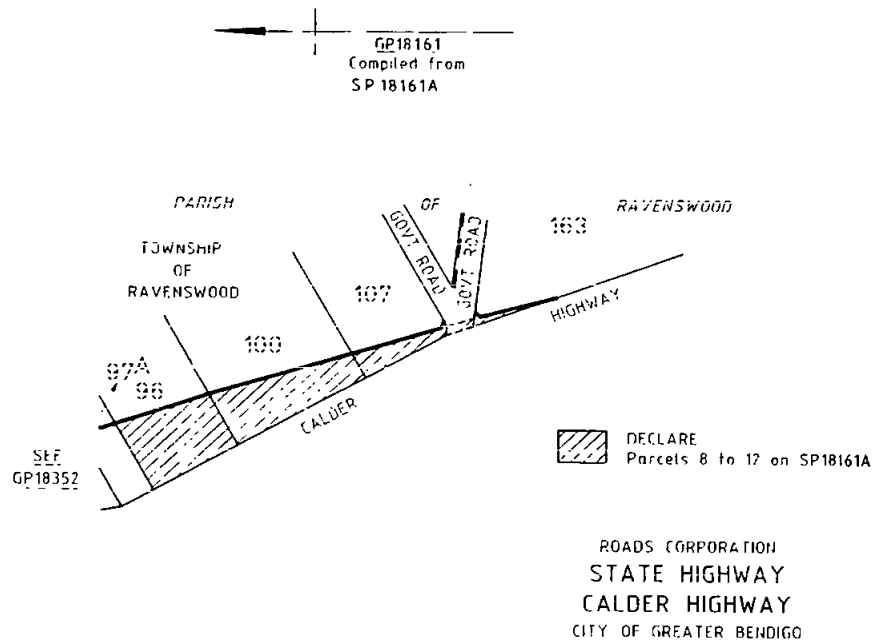 GP18161
Compiled from
SP 18161A
PARISH
OF
RAVENSWOOD
TOWNSHIP
OF
RAVENSWOOD
GOVT ROAD
GOVT ROAD
163
107
100
97A
96
HIGHWAY
CALDER
SEE
GP18352
DECLARE
Parcels 8 to 12 on SP18161A
ROADS CORPORATION
STATE HIGHWAY
CALDER HIGHWAY
CITY OF GREATER BENDIGO